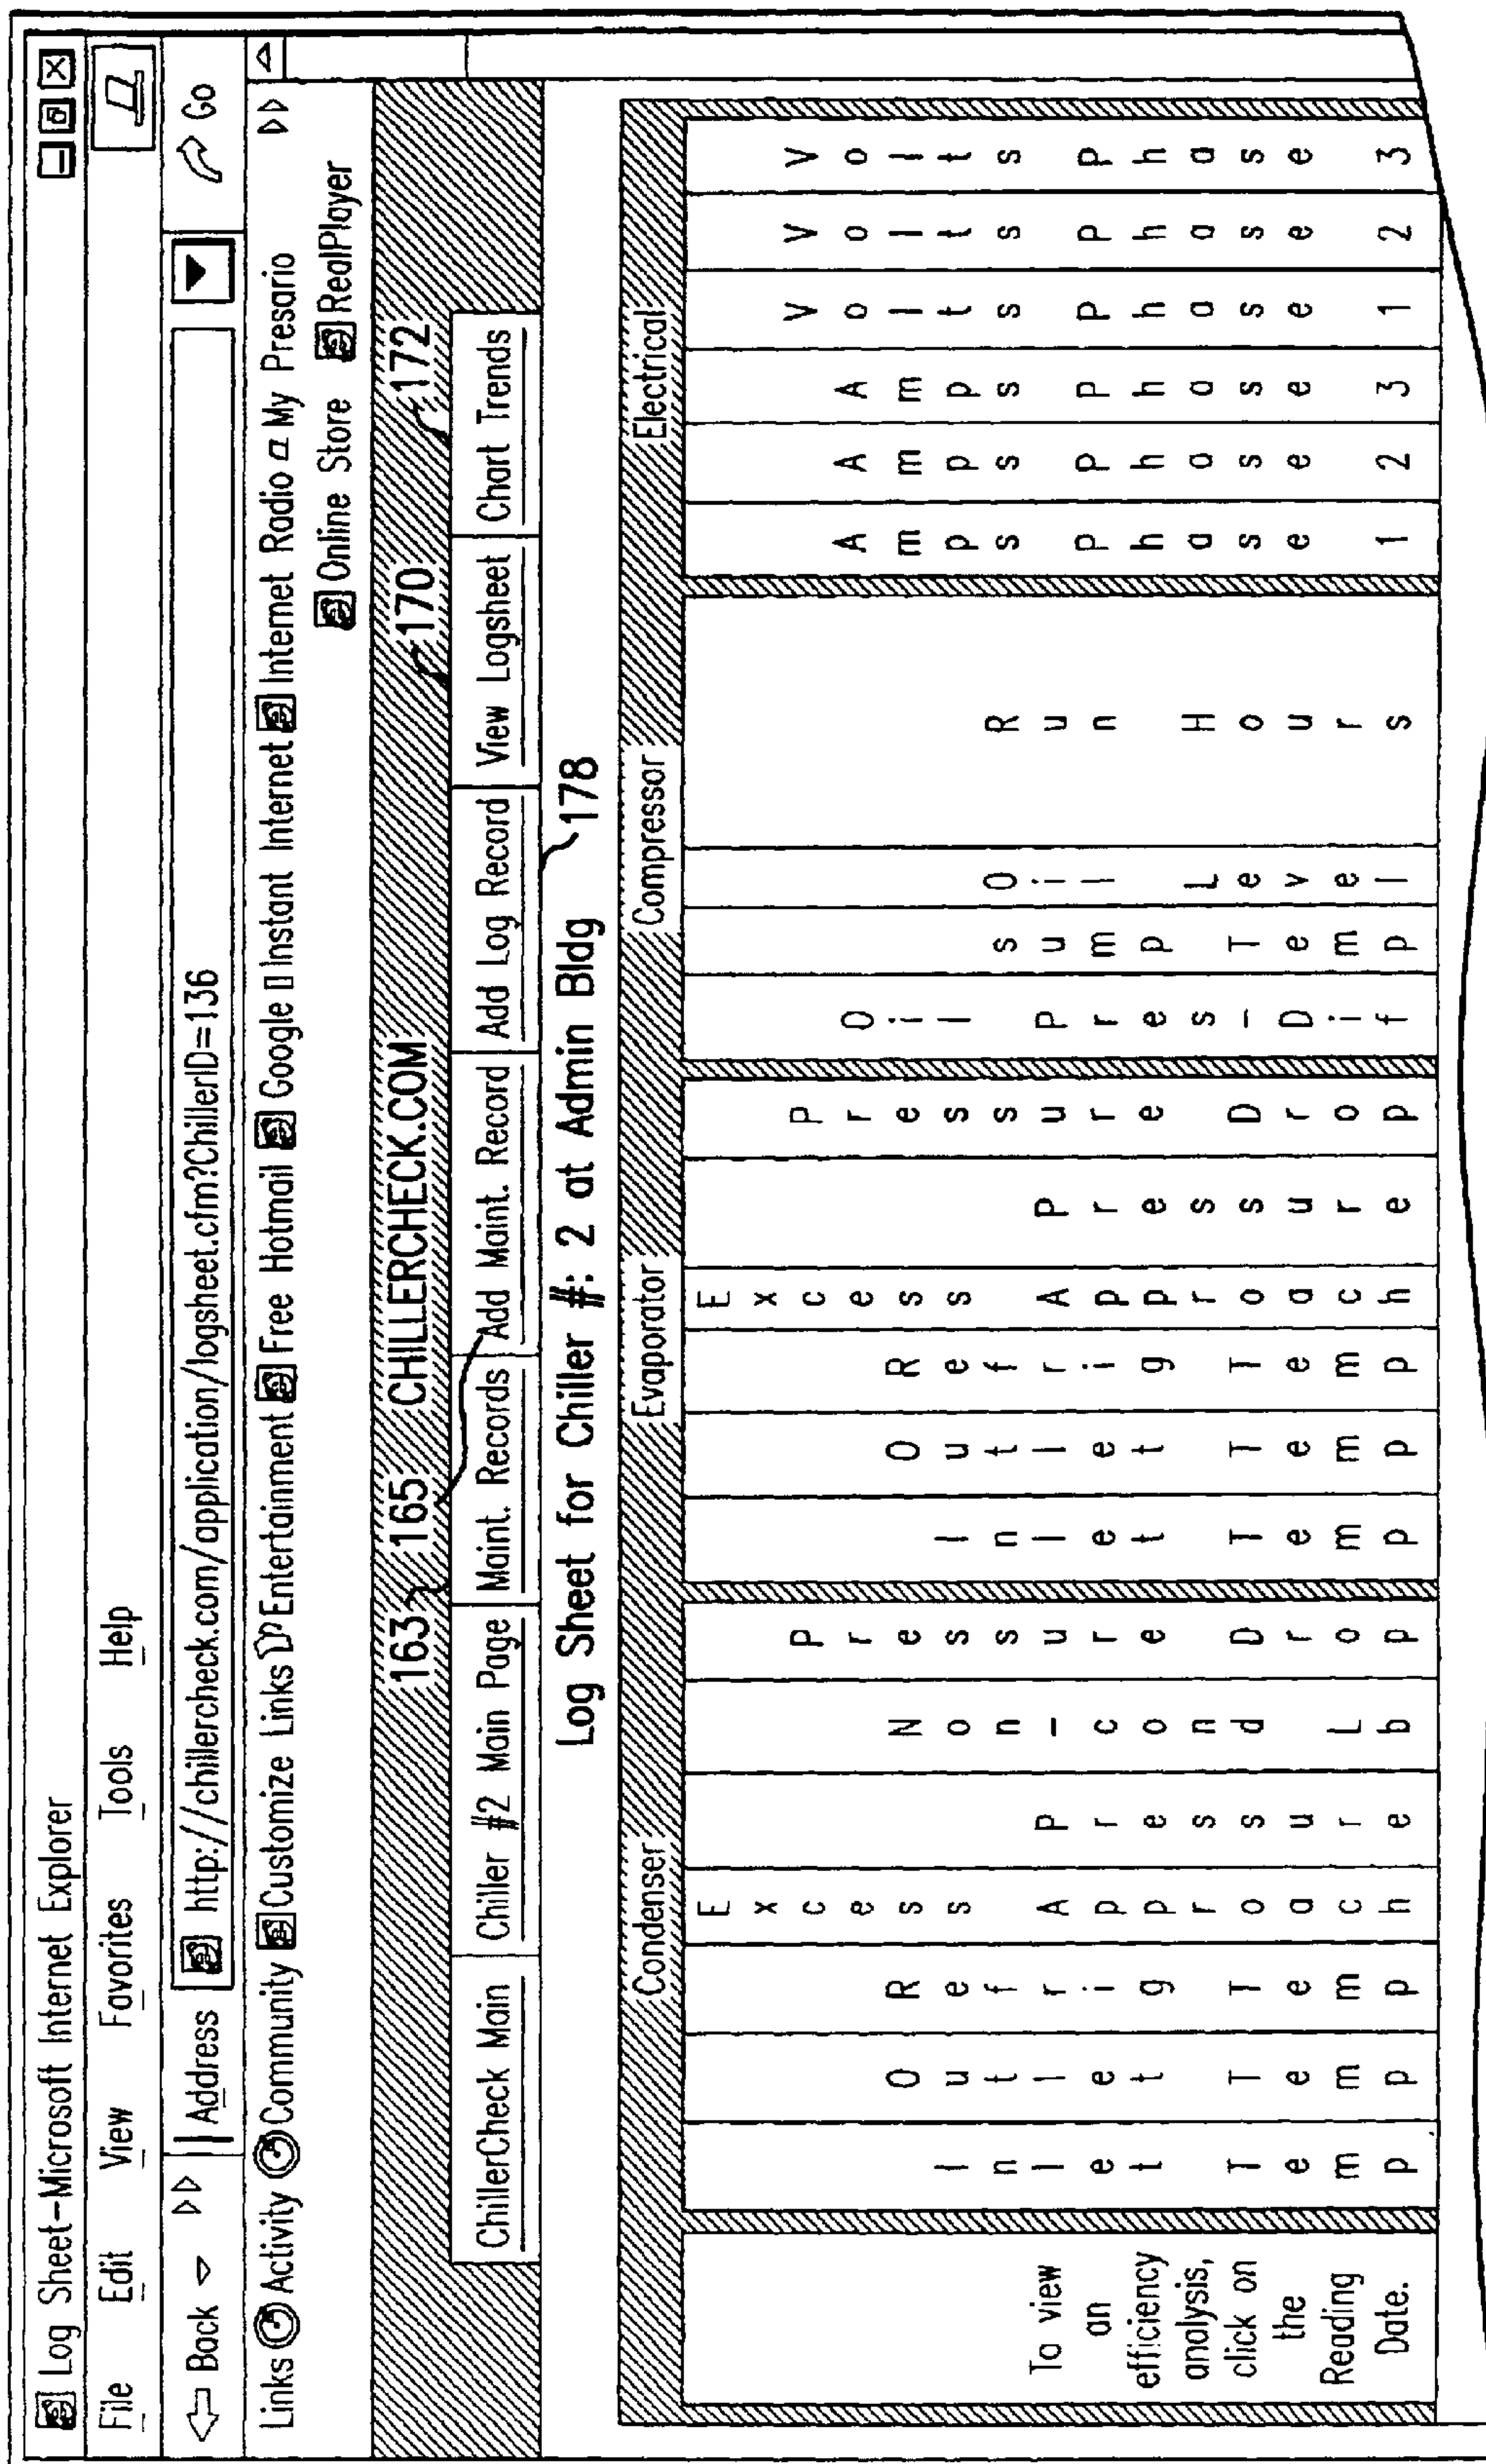 Log Sheet-Microsoft Internet Explorer
File Edit View Favorites Tools Help
Back Address http://chillercheck.com/application/logsheet.cfm?ChillerID=136 Go
Links Activity Community Customize Links Entertainment Free Hotmail Google Instant Internet Internet Radio My Presario
Online Store RealPlayer
163 165 CHILLERCHECK.COM 170 172
ChillerCheck Main Chiller #2 Main Page Maint. Records Add Maint. Record Add Log Record View Logsheet Chart Trends
Log Sheet for Chiller #: 2 at Admin Bldg 178
Condenser Evaporator Compressor Electrical
To view
an
efficiency
analysis,
click on
the
Reading
Date.
Inlet Temp
Outlet Temp
Refrig Temp
Excess Approach
Pressure
Non-cond Lb
Pressure Drop
Inlet Temp
Outlet Temp
Refrig Temp
Excess Approach
Pressure
Pressure Drop
Oil Pres-Dif
sump Temp
Oil Level
Run Hours
Amps Phase 1
Amps Phase 2
Amps Phase 3
Volts Phase 1
Volts Phase 2
Volts Phase 3